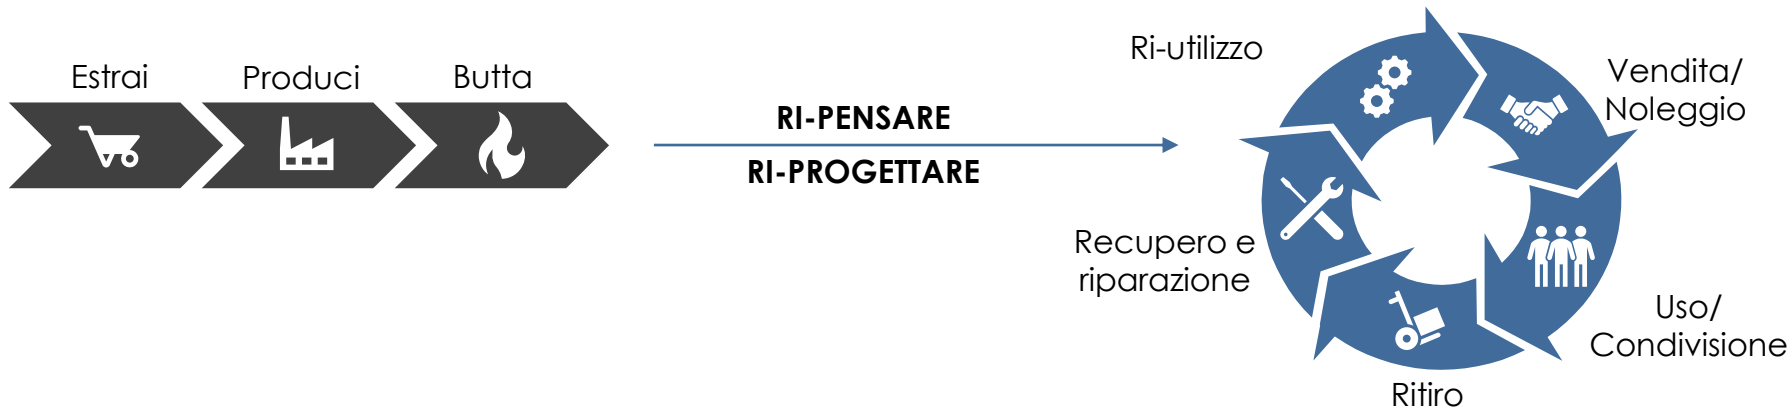 Estrai
Produci
Butta
RI-PENSARE
RI-PROGETTARE
Ri-utilizzo
Vendita/
Noleggio
Uso/
Condivisione
Ritiro
Recupero e
riparazione